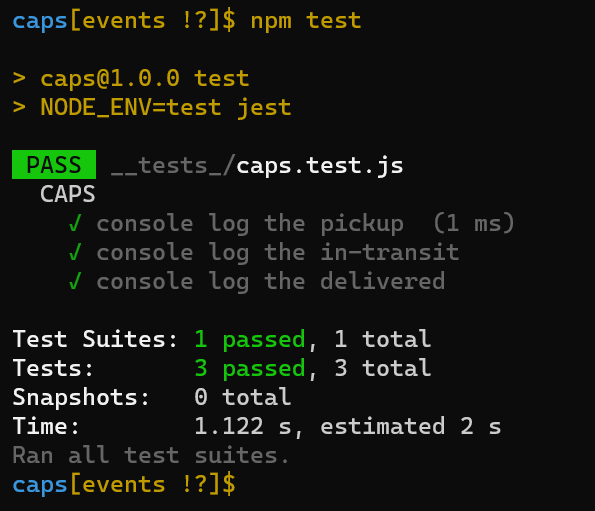 caps[events !?]$ npm test
> caps@1.0.0 test
> NODE_ENV=test jest
PASS __tests_/caps.test.js
CAPS
✓ console log the pickup (1 ms)
✓ console log the in-transit
✓ console log the delivered
Test Suites: 1 passed, 1 total
Tests: 3 passed, 3 total
Snapshots: 0 total
Time: 1.122 s, estimated 2 s
Ran all test suites.
caps[events !?]$